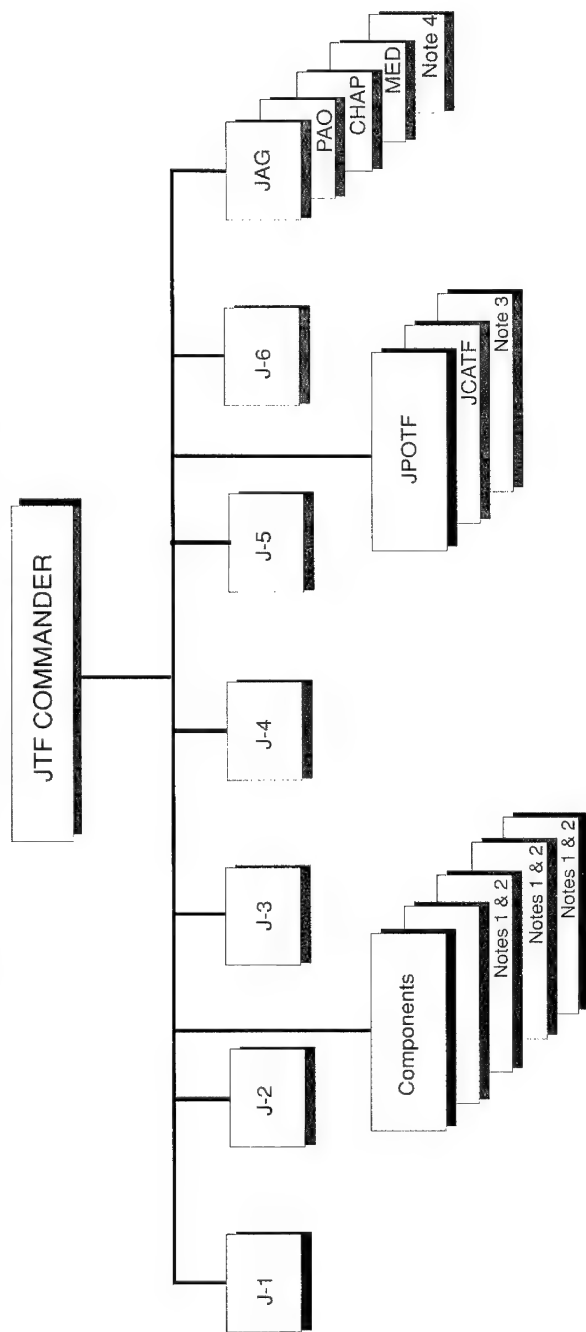 JTF COMMANDER
J-1
J-2
J-3
J-4
J-5
J-6
JAG
PAO
CHAP
MED
Note 4
Components
Notes 1 & 2
Notes 1 & 2
Notes 1 & 2
JPOTF
JCATF
Note 3